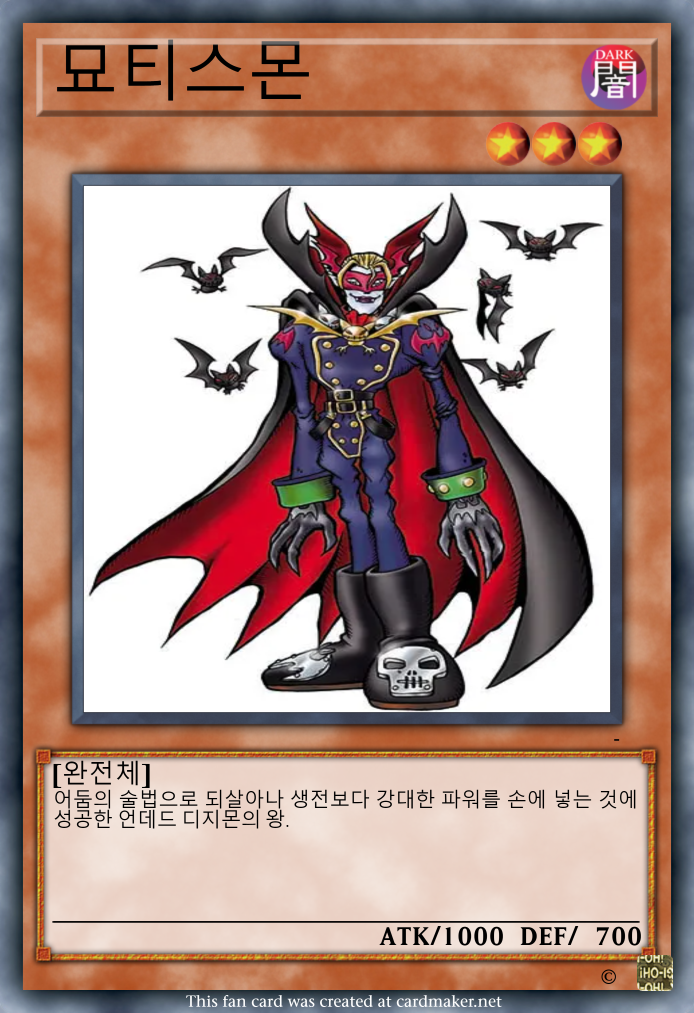 묘티스몬
DARK
闇
-
[완전체]
어둠의 술법으로 되살아나 생전보다 강대한 파워를 손에 넣는 것에
성공한 언데드 디지몬의 왕.
ATK/1000 DEF/ 700
©
This fan card was created at cardmaker.net